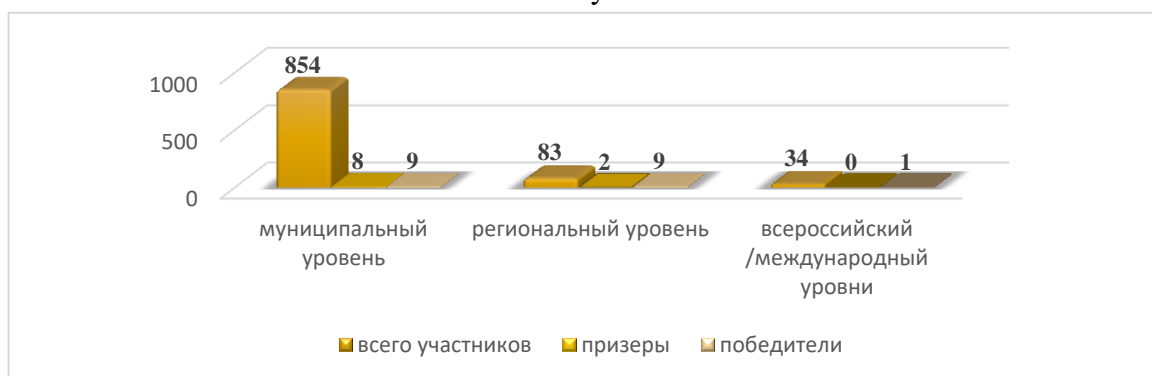 854
1000
500
0
8 9
83
2 9
34 0 1
муниципальный
уровень
региональный уровень
всероссийский
/международный
уровни
всего участников призеры победители